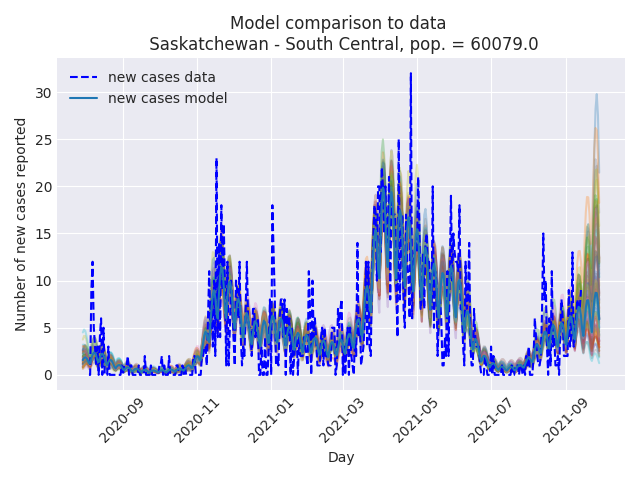 Model comparison to data
Saskatchewan - South Central, pop. = 60079.0
new cases data
new cases model
Number of new cases reported
30
25
20
15
10
5
0
2020-09
2020-11
2021-01
2021-03
2021-05
2021-07
2021-09
Day